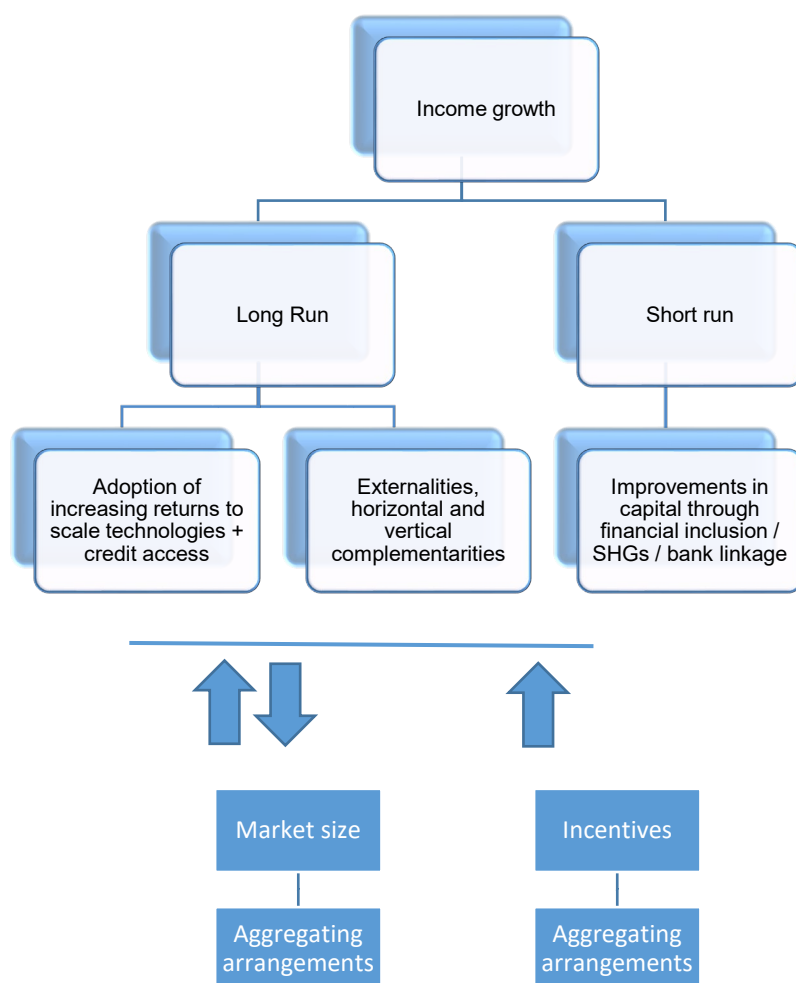 Income growth
Long Run
Short run
Adoption of
increasing returns to
scale technologies +
credit access
Externalities,
horizontal and
vertical
complementarities
Improvements in
capital through
financial inclusion /
SHGs / bank linkage
Market size
Incentives
Aggregating
arrangements
Aggregating
arrangements